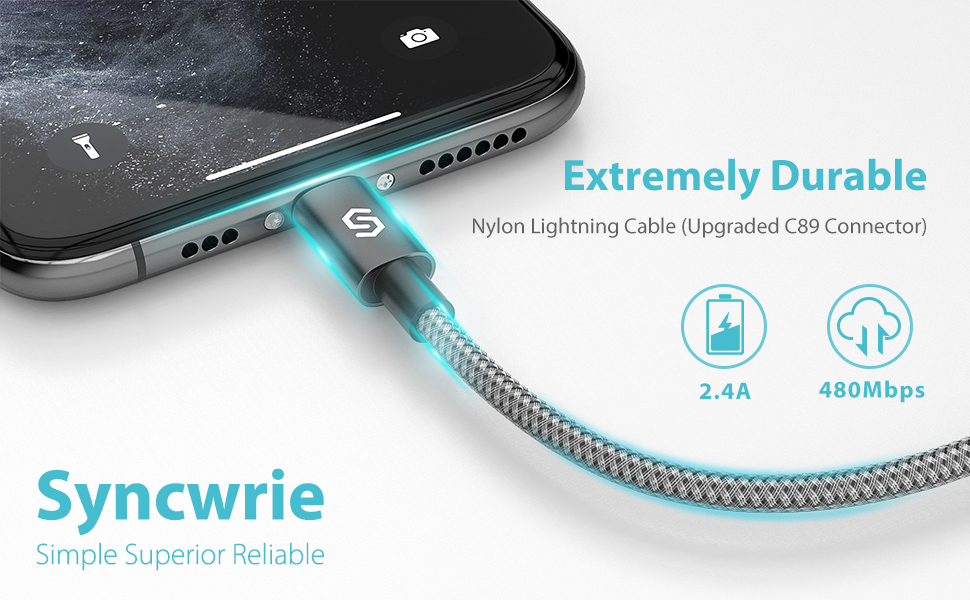 Extremely Durable
Nylon Lightning Cable (Upgraded C89 Connector)
2.4A
480Mbps
Syncwrie
Simple Superior Reliable